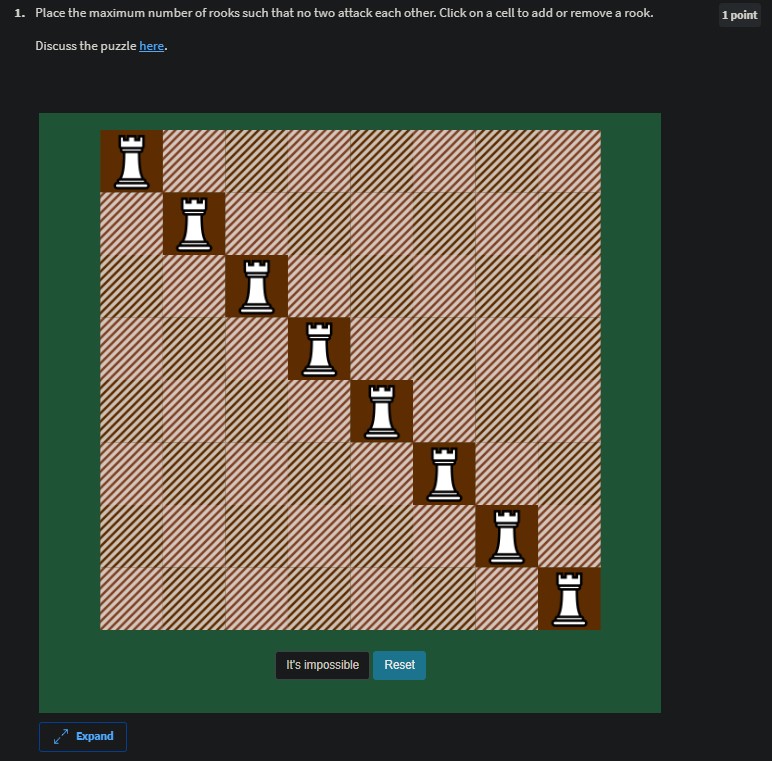 1. Place the maximum number of rooks such that no two attack each other. Click on a cell to add or remove a rook.
1 point
Discuss the puzzle here.
It's impossible
Reset
Expand